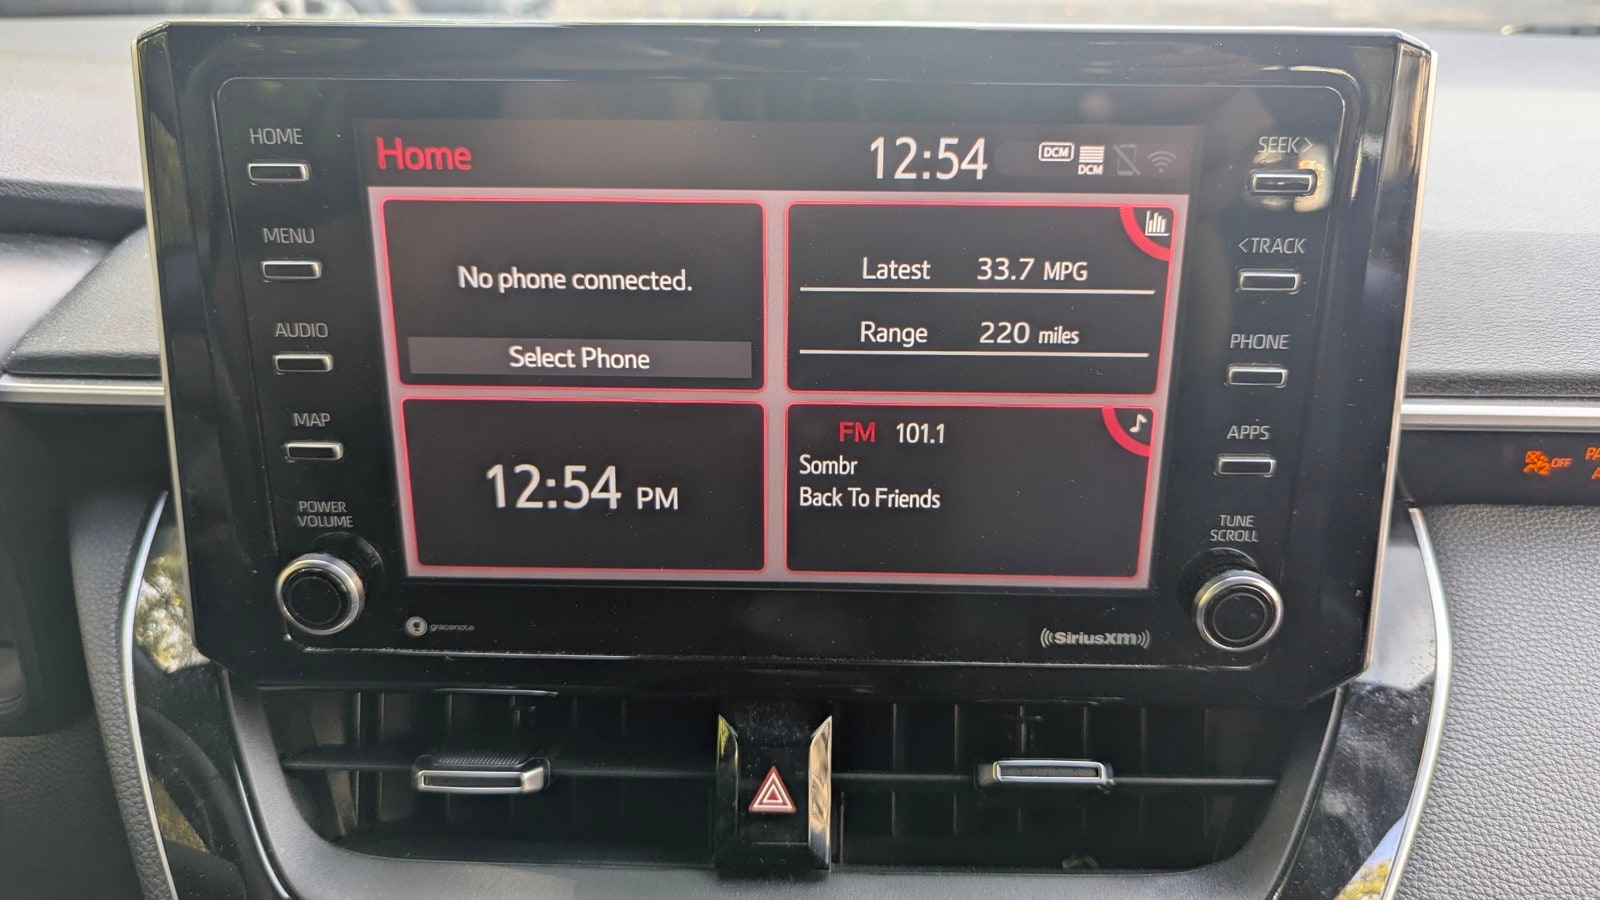 HOME
MENU
AUDIO
MAP
POWER
VOLUME
Home
12:54
DCM
DCM
No phone connected.
Select Phone
Latest 33.7 MPG
Range 220 miles
12:54 PM
FM 101.1
Sombr
Back To Friends
SEEK>
<TRACK
PHONE
APPS
TUNE
SCROLL
gracenote
SiriusXM
OFF